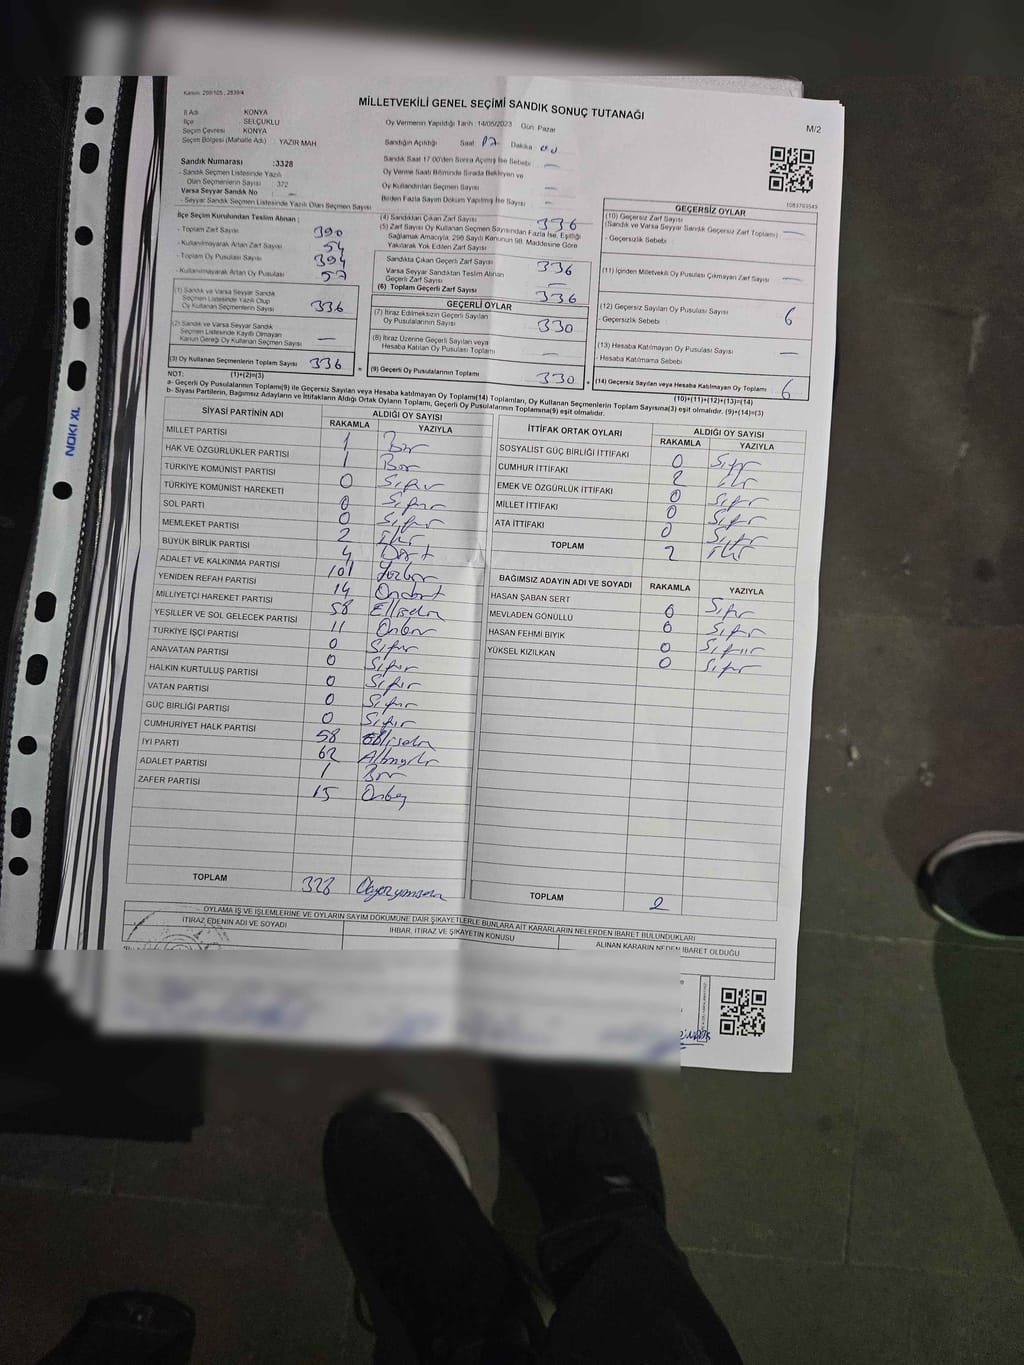 Kanun: 298/105 , 2839/4
MİLLETVEKİLİ GENEL SEÇİMİ SANDIK SONUÇ TUTANAĞI
M/2
İl Adı KONYA
İlçe SELÇUKLU
Seçim Çevresi KONYA
Seçim Bölgesi (Mahalle Adı) : YAZIR MAH
Oy Vermenin Yapıldığı Tarih : 14/05/2023 Gün Pazar
Sandığın Açıldığı Saat 17 Dakika 00
Sandık Saat 17.00'den Sonra Açılmış İse Sebebi —
Oy Verme Saati Bitiminde Sırada Bekleyen ve
Oy Kullandırılan Seçmen Sayısı —
Birden Fazla Sayım Döküm Yapılmış İse Sayısı —
1083703543
Sandık Numarası :3328
- Sandık Seçmen Listesinde Yazılı
Olan Seçmenlerin Sayısı 372
Varsa Seyyar Sandık No —
- Seyyar Sandık Seçmen Listesinde Yazılı Olan Seçmen Sayısı
İlçe Seçim Kurulundan Teslim Alınan :
- Toplam Zarf Sayısı 390
- Kullanılmayarak Artan Zarf Sayısı 54
- Toplam Oy Pusulası Sayısı 394
- Kullanılmayarak Artan Oy Pusulası 57
(1) Sandık ve Varsa Seyyar Sandık
Seçmen Listesinde Yazılı Olup
Oy Kullanan Seçmenlerin Sayısı 336
(2) Sandık ve Varsa Seyyar Sandık
Seçmen Listesinde Kayıtlı Olmayan
Kanun Gereği Oy Kullanan Seçmen Sayısı —
(3) Oy Kullanan Seçmenlerin Toplam Sayısı 336 =
(4) Sandıktan Çıkan Zarf Sayısı 336
(5) Zarf Sayısı Oy Kullanan Seçmen Sayısından Fazla İse, Eşitliği
Sağlamak Amacıyla, 298 Sayılı Kanunun 98. Maddesine Göre
Yakılarak Yok Edilen Zarf Sayısı
Sandıkta Çıkan Geçerli Zarf Sayısı 336
Varsa Seyyar Sandıktan Teslim Alınan
Geçerli Zarf Sayısı —
(6) Toplam Geçerli Zarf Sayısı 336
GEÇERLİ OYLAR
(7) İtiraz Edilmeksizin Geçerli Sayılan
Oy Pusulalarının Sayısı 330
(8) İtiraz Üzerine Geçerli Sayılan veya
Hesaba Katılan Oy Pusulası Toplamı —
(9) Geçerli Oy Pusulalarının Toplamı 330
GEÇERSİZ OYLAR
(10) Geçersiz Zarf Sayısı
(Sandık ve Varsa Seyyar Sandık Geçersiz Zarf Toplamı) —
- Geçersizlik Sebebi :
(11) İçinden Milletvekili Oy Pusulası Çıkmayan Zarf Sayısı —
(12) Geçersiz Sayılan Oy Pusulası Sayısı 6
- Geçersizlik Sebebi
(13) Hesaba Katılmayan Oy Pusulası Sayısı —
- Hesaba Katılmama Sebebi
(14) Geçersiz Sayılan veya Hesaba Katılmayan Oy Toplamı 6
(10)+(11)+(12)+(13)=(14)
NOT: (1)+(2)=(3)
a- Geçerli Oy Pusulalarının Toplamı(9) ile Geçersiz Sayılan veya Hesaba katılmayan Oy Toplamı(14) Toplamları, Oy Kullanan Seçmenlerin Toplam Sayısına(3) eşit olmalıdır. (9)+(14)=(3)
b- Siyasi Partilerin, Bağımsız Adayların ve İttifakların Aldığı Oyların Toplamı, Geçerli Oy Pusulalarının Toplamına(9) eşit olmalıdır.
SİYASİ PARTİNİN ADI ALDIĞI OY SAYISI
RAKAMLA YAZIYLA
MİLLET PARTİSİ 1 Bir
HAK VE ÖZGÜRLÜKLER PARTİSİ 1 Bir
TÜRKİYE KOMÜNİST PARTİSİ 0 Sıfır
TÜRKİYE KOMÜNİST HAREKETİ 0 Sıfır
SOL PARTİ 0 Sıfır
MEMLEKET PARTİSİ 2 İki
BÜYÜK BİRLİK PARTİSİ 4 Dört
ADALET VE KALKINMA PARTİSİ 101 Yüzbir
YENİDEN REFAH PARTİSİ 14 Ondört
MİLLİYETÇİ HAREKET PARTİSİ 58 Ellisekiz
YEŞİLLER VE SOL GELECEK PARTİSİ 11 Onbir
TÜRKİYE İŞÇİ PARTİSİ 0 Sıfır
ANAVATAN PARTİSİ 0 Sıfır
HALKIN KURTULUŞ PARTİSİ 0 Sıfır
VATAN PARTİSİ 0 Sıfır
GÜÇ BİRLİĞİ PARTİSİ 0 Sıfır
CUMHURİYET HALK PARTİSİ 58 Ellisekiz
İYİ PARTİ 62 Altmışiki
ADALET PARTİSİ 1 Bir
ZAFER PARTİSİ 15 Onbeş
TOPLAM 328 Üçyüzyirmisekiz
İTTİFAK ORTAK OYLARI ALDIĞI OY SAYISI
RAKAMLA YAZIYLA
SOSYALİST GÜÇ BİRLİĞİ İTTİFAKI 0 Sıfır
CUMHUR İTTİFAKI 2 İki
EMEK VE ÖZGÜRLÜK İTTİFAKI 0 Sıfır
MİLLET İTTİFAKI 0 Sıfır
ATA İTTİFAKI 0 Sıfır
TOPLAM 2 İki
BAĞIMSIZ ADAYIN ADI VE SOYADI RAKAMLA YAZIYLA
HASAN ŞABAN SERT 0 Sıfır
MEVLADEN GÖNÜLLÜ 0 Sıfır
HASAN FEHMİ BIYIK 0 Sıfır
YÜKSEL KIZILKAN 0 Sıfır
TOPLAM 2
OYLAMA İŞ VE İŞLEMLERİNE VE OYLARIN SAYIM DÖKÜMÜNE DAİR ŞİKAYETLERLE BUNLARA AİT KARARLARIN NELERDEN İBARET BULUNDUKLARI
İTİRAZ EDENİN ADI VE SOYADI İHBAR, İTİRAZ VE ŞİKAYETİN KONUSU ALINAN KARARIN NEDEN İBARET OLDUĞU
NOKI XL